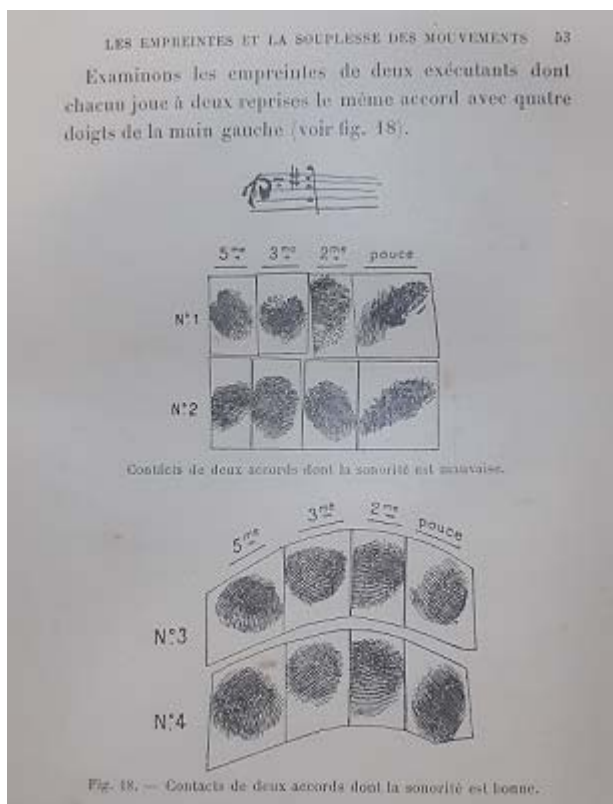 LES EMPREINTES ET LA SOUPLESSE DES MOUVEMENTS 53
Examinons les empreintes de deux exécutants dont
chacun joue à deux reprises le même accord avec quatre
doigts de la main gauche (voir fig. 18).
5me 3me 2me pouce
N°1
N°2
Contacts de deux accords dont la sonorité est mauvaise.
5me 3me 2me pouce
N°3
N°4
Fig. 18. — Contacts de deux accords dont la sonorité est bonne.